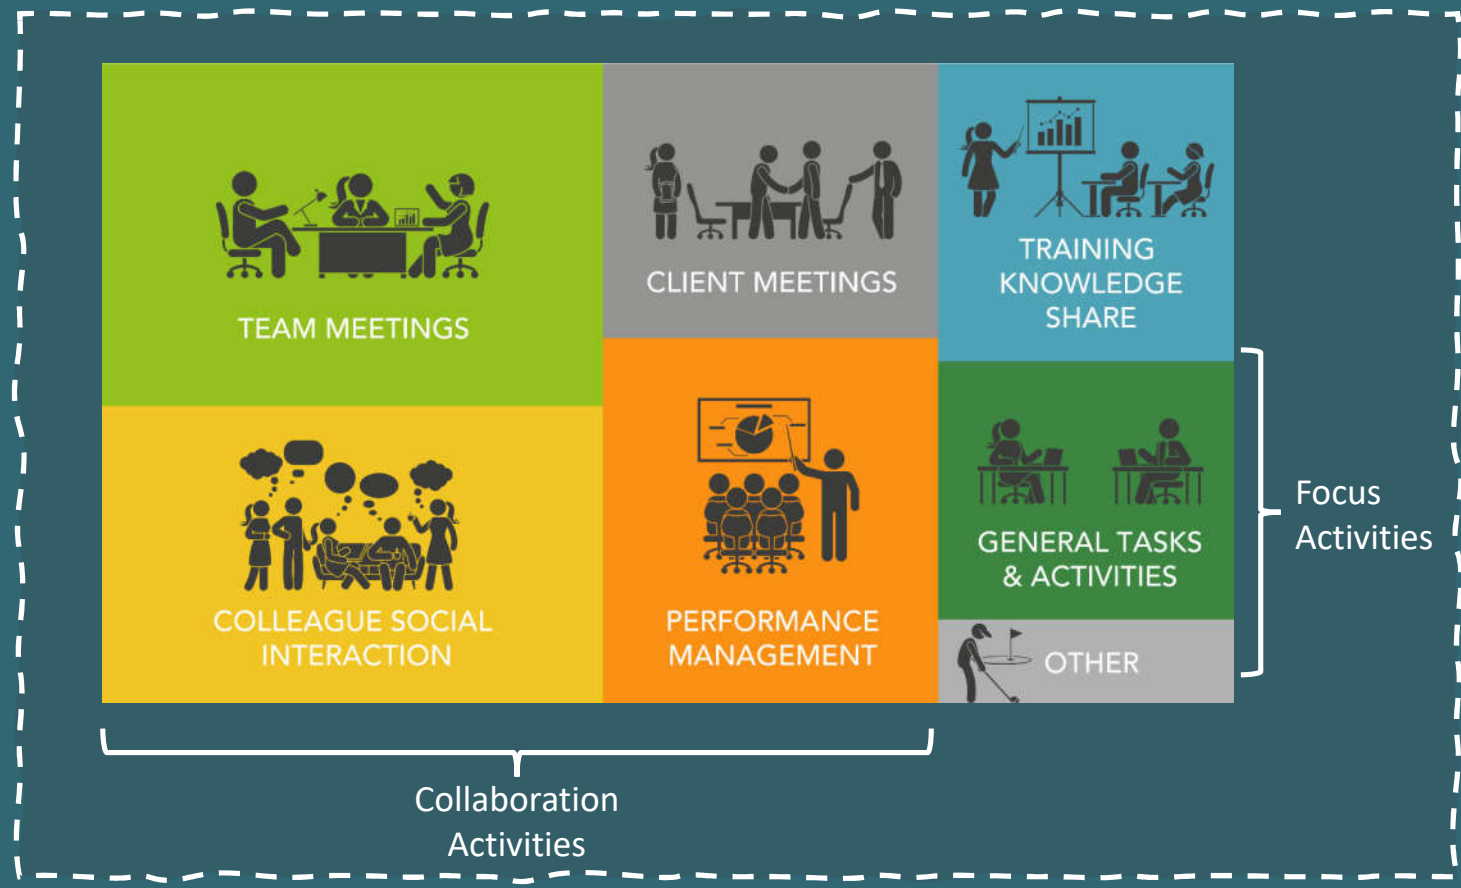 TEAM MEETINGS
CLIENT MEETINGS
TRAINING
KNOWLEDGE
SHARE
COLLEAGUE SOCIAL
INTERACTION
PERFORMANCE
MANAGEMENT
GENERAL TASKS
& ACTIVITIES
OTHER
Focus
Activities
Collaboration
Activities